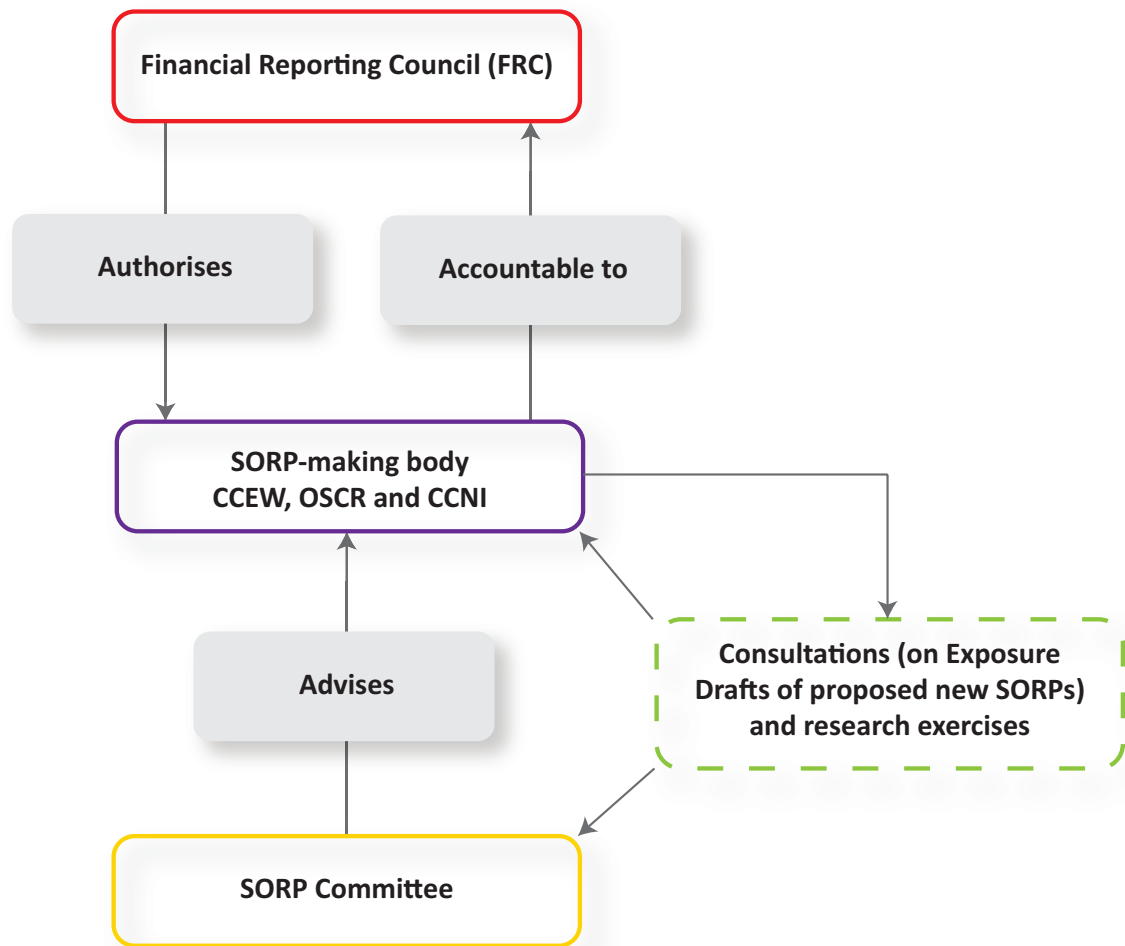 Financial Reporting Council (FRC)
Authorises
Accountable to
SORP-making body
CCEW, OSCR and CCNI
Advises
Consultations (on Exposure
Drafts of proposed new SORPs)
and research exercises
SORP Committee